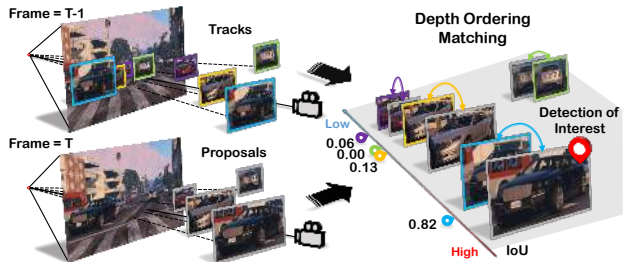 Frame = T-1
Tracks
Depth Ordering
Matching
Frame = T
Proposals
Low
0.06
0.00
0.13
0.82
High
IoU
Detection of
Interest